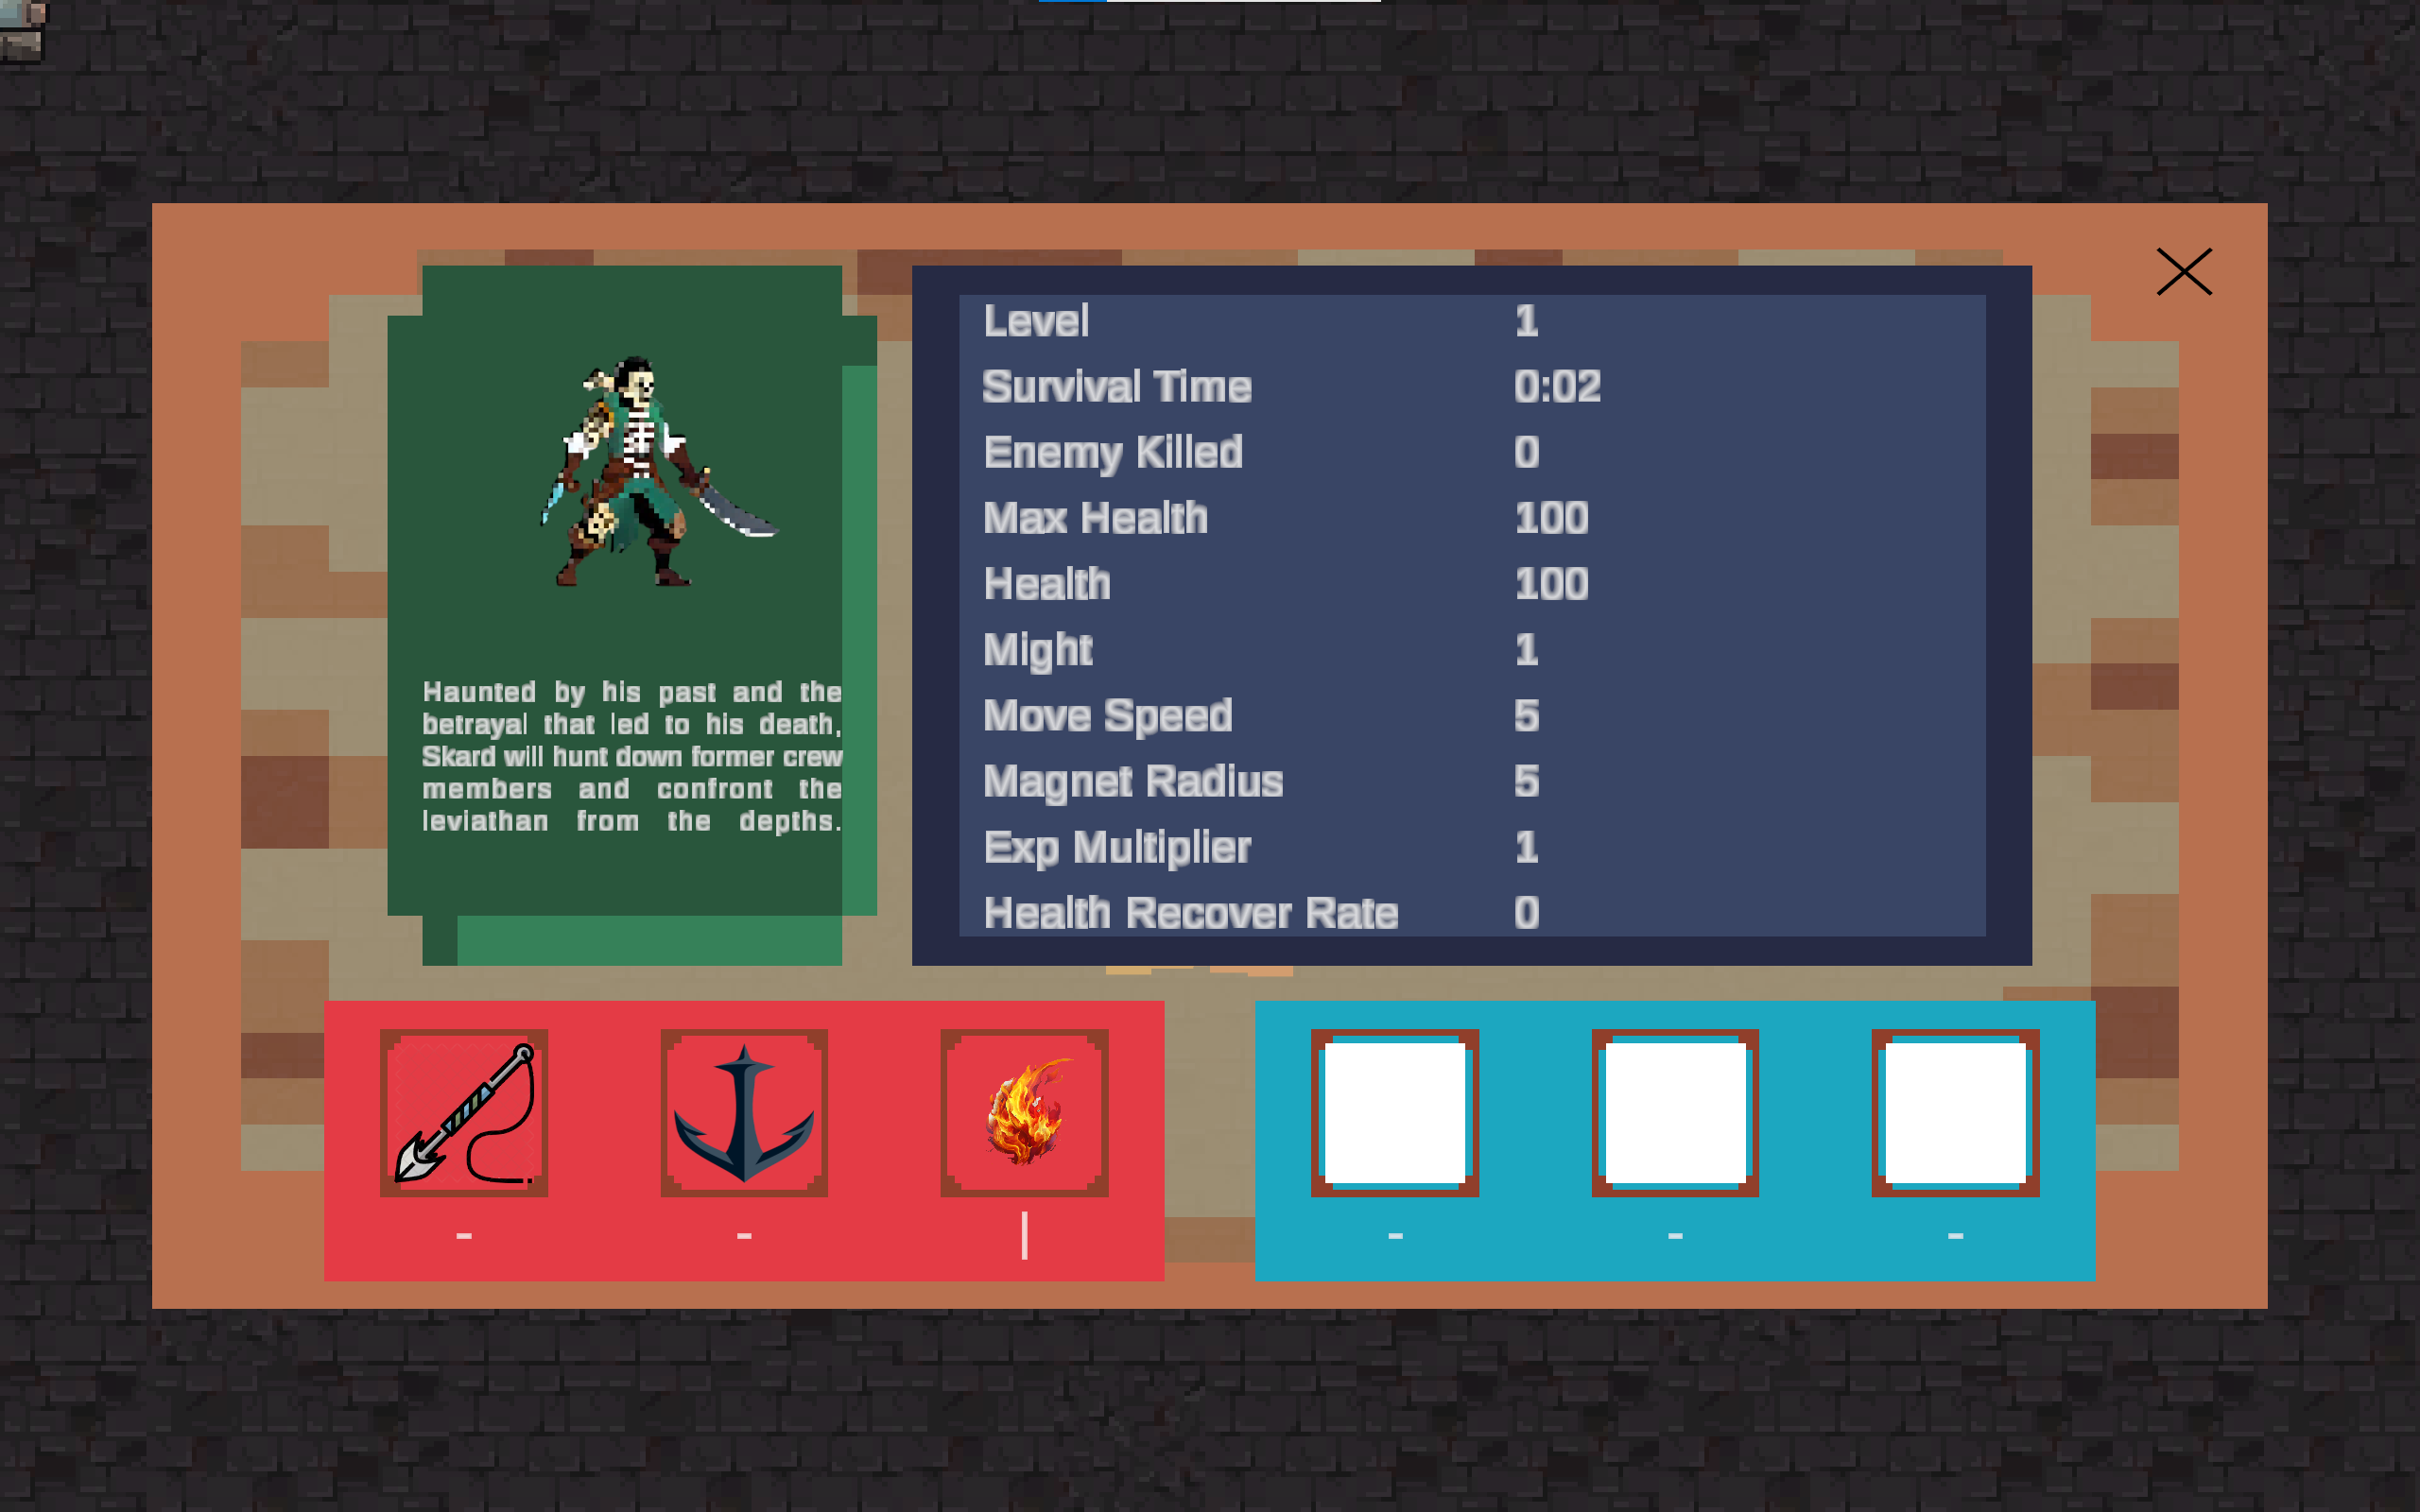 Level 1
Survival Time 0:02
Enemy Killed 0
Max Health 100
Health 100
Might 1
Move Speed 5
Magnet Radius 5
Exp Multiplier 1
Health Recover Rate 0
Haunted by his past and the
betrayal that led to his death,
Skard will hunt down former crew
members and confront the
leviathan from the depths.
- - | - - -